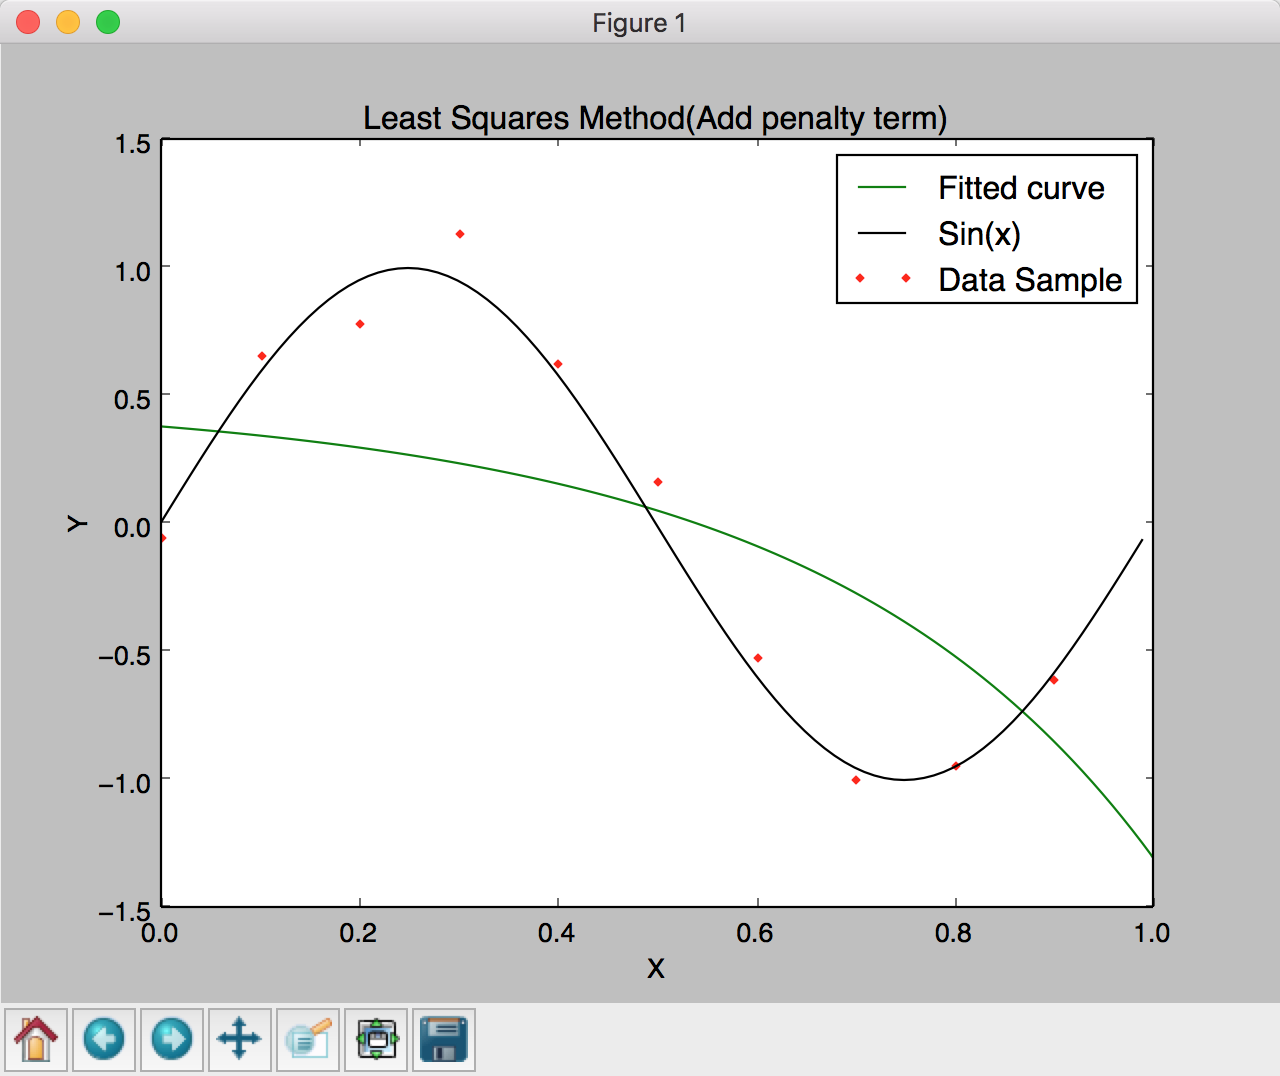 Figure 1
Least Squares Method(Add penalty term)
1.5
1.0
0.5
0.0
−0.5
−1.0
−1.5
Y
Fitted curve
Sin(x)
Data Sample
0.0 0.2 0.4 0.6 0.8 1.0
X